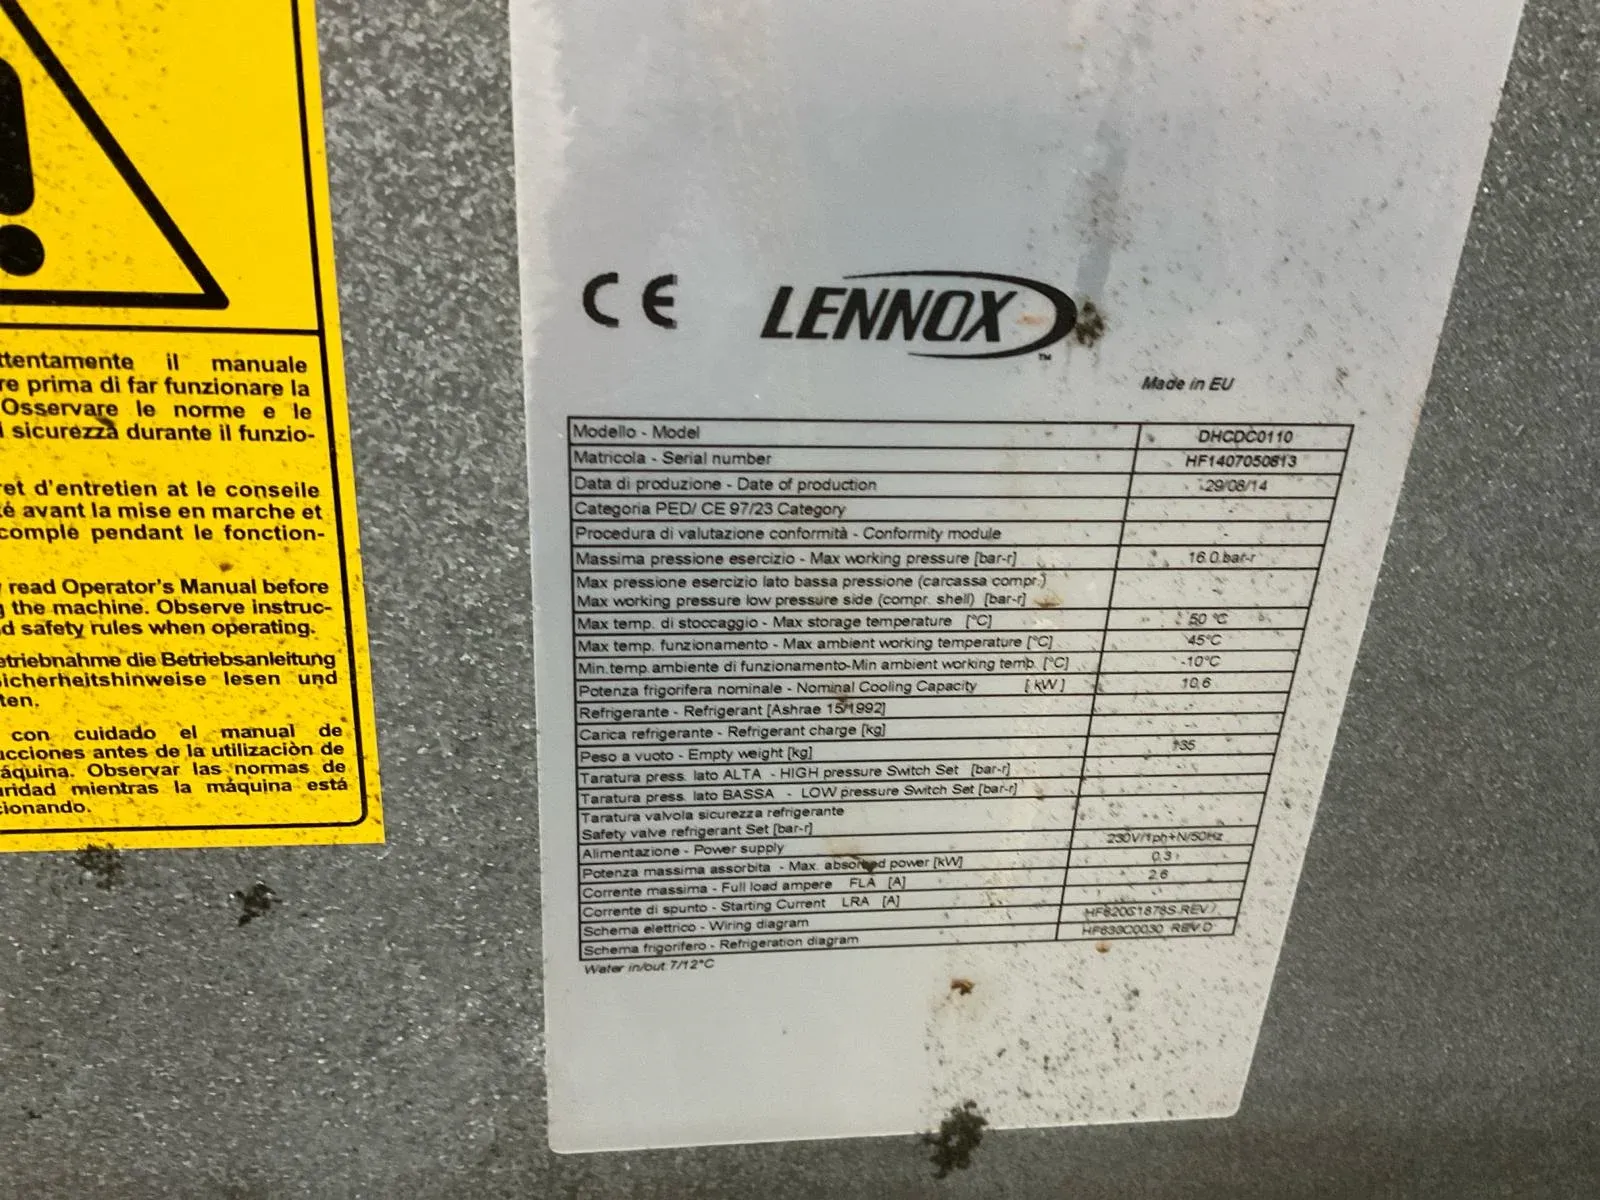 ttentamente il manuale
re prima di far funzionare la
Osservare le norme e le
i sicurezza durante il funzio-
ret d'entretien at le conseile
té avant la mise en marche et
comple pendant le fonction-
read Operator's Manual before
g the machine. Observe instruc-
d safety rules when operating.
etriebnahme die Betriebsanleitung
icherheitshinweise lesen und
ten.
con cuidado el manual de
ucciones antes de la utilizaciòn de
áquina. Observar las normas de
uridad mientras la máquina está
cionando.
CE LENNOX TM
Made in EU
Modello - Model DHCDC0110
Matricola - Serial number HF1407050813
Data di produzione - Date of production 29/08/14
Categoria PED/ CE 97/23 Category -
Procedura di valutazione conformità - Conformity module -
Massima pressione esercizio - Max working pressure [bar-r] 16.0 bar-r
Max pressione esercizio lato bassa pressione (carcassa compr.)
Max working pressure low pressure side (compr. shell) [bar-r]
Max temp. di stoccaggio - Max storage temperature [°C] 50 °C
Max temp. funzionamento - Max ambient working temperature [°C] 45°C
Min.temp.ambiente di funzionamento-Min ambient working temp. [°C] -10°C
Potenza frigorifera nominale - Nominal Cooling Capacity [ kW ] 10,6
Refrigerante - Refrigerant [Ashrae 15/1992] -
Carica refrigerante - Refrigerant charge [kg] -
Peso a vuoto - Empty weight [kg] 135
Taratura press. lato ALTA - HIGH pressure Switch Set [bar-r] -
Taratura press. lato BASSA - LOW pressure Switch Set [bar-r] -
Taratura valvola sicurezza refrigerante
Safety valve refrigerant Set [bar-r]
Alimentazione - Power supply 230V/1ph+N/50Hz
Potenza massima assorbita - Max. absorbed power [kW] 0,3
Corrente massima - Full load ampere FLA [A] 2,6
Corrente di spunto - Starting Current LRA [A]
Schema elettrico - Wiring diagram REV
Schema frigorifero - Refrigeration diagram HF630C0030 REV.D
Water in/out 7/12°C